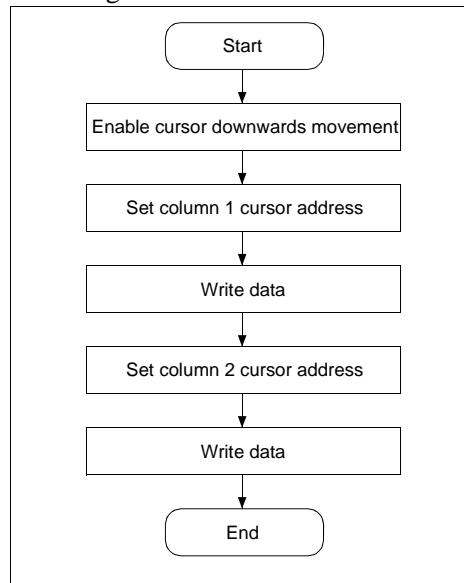 Start
Enable cursor downwards movement
Set column 1 cursor address
Write data
Set column 2 cursor address
Write data
End